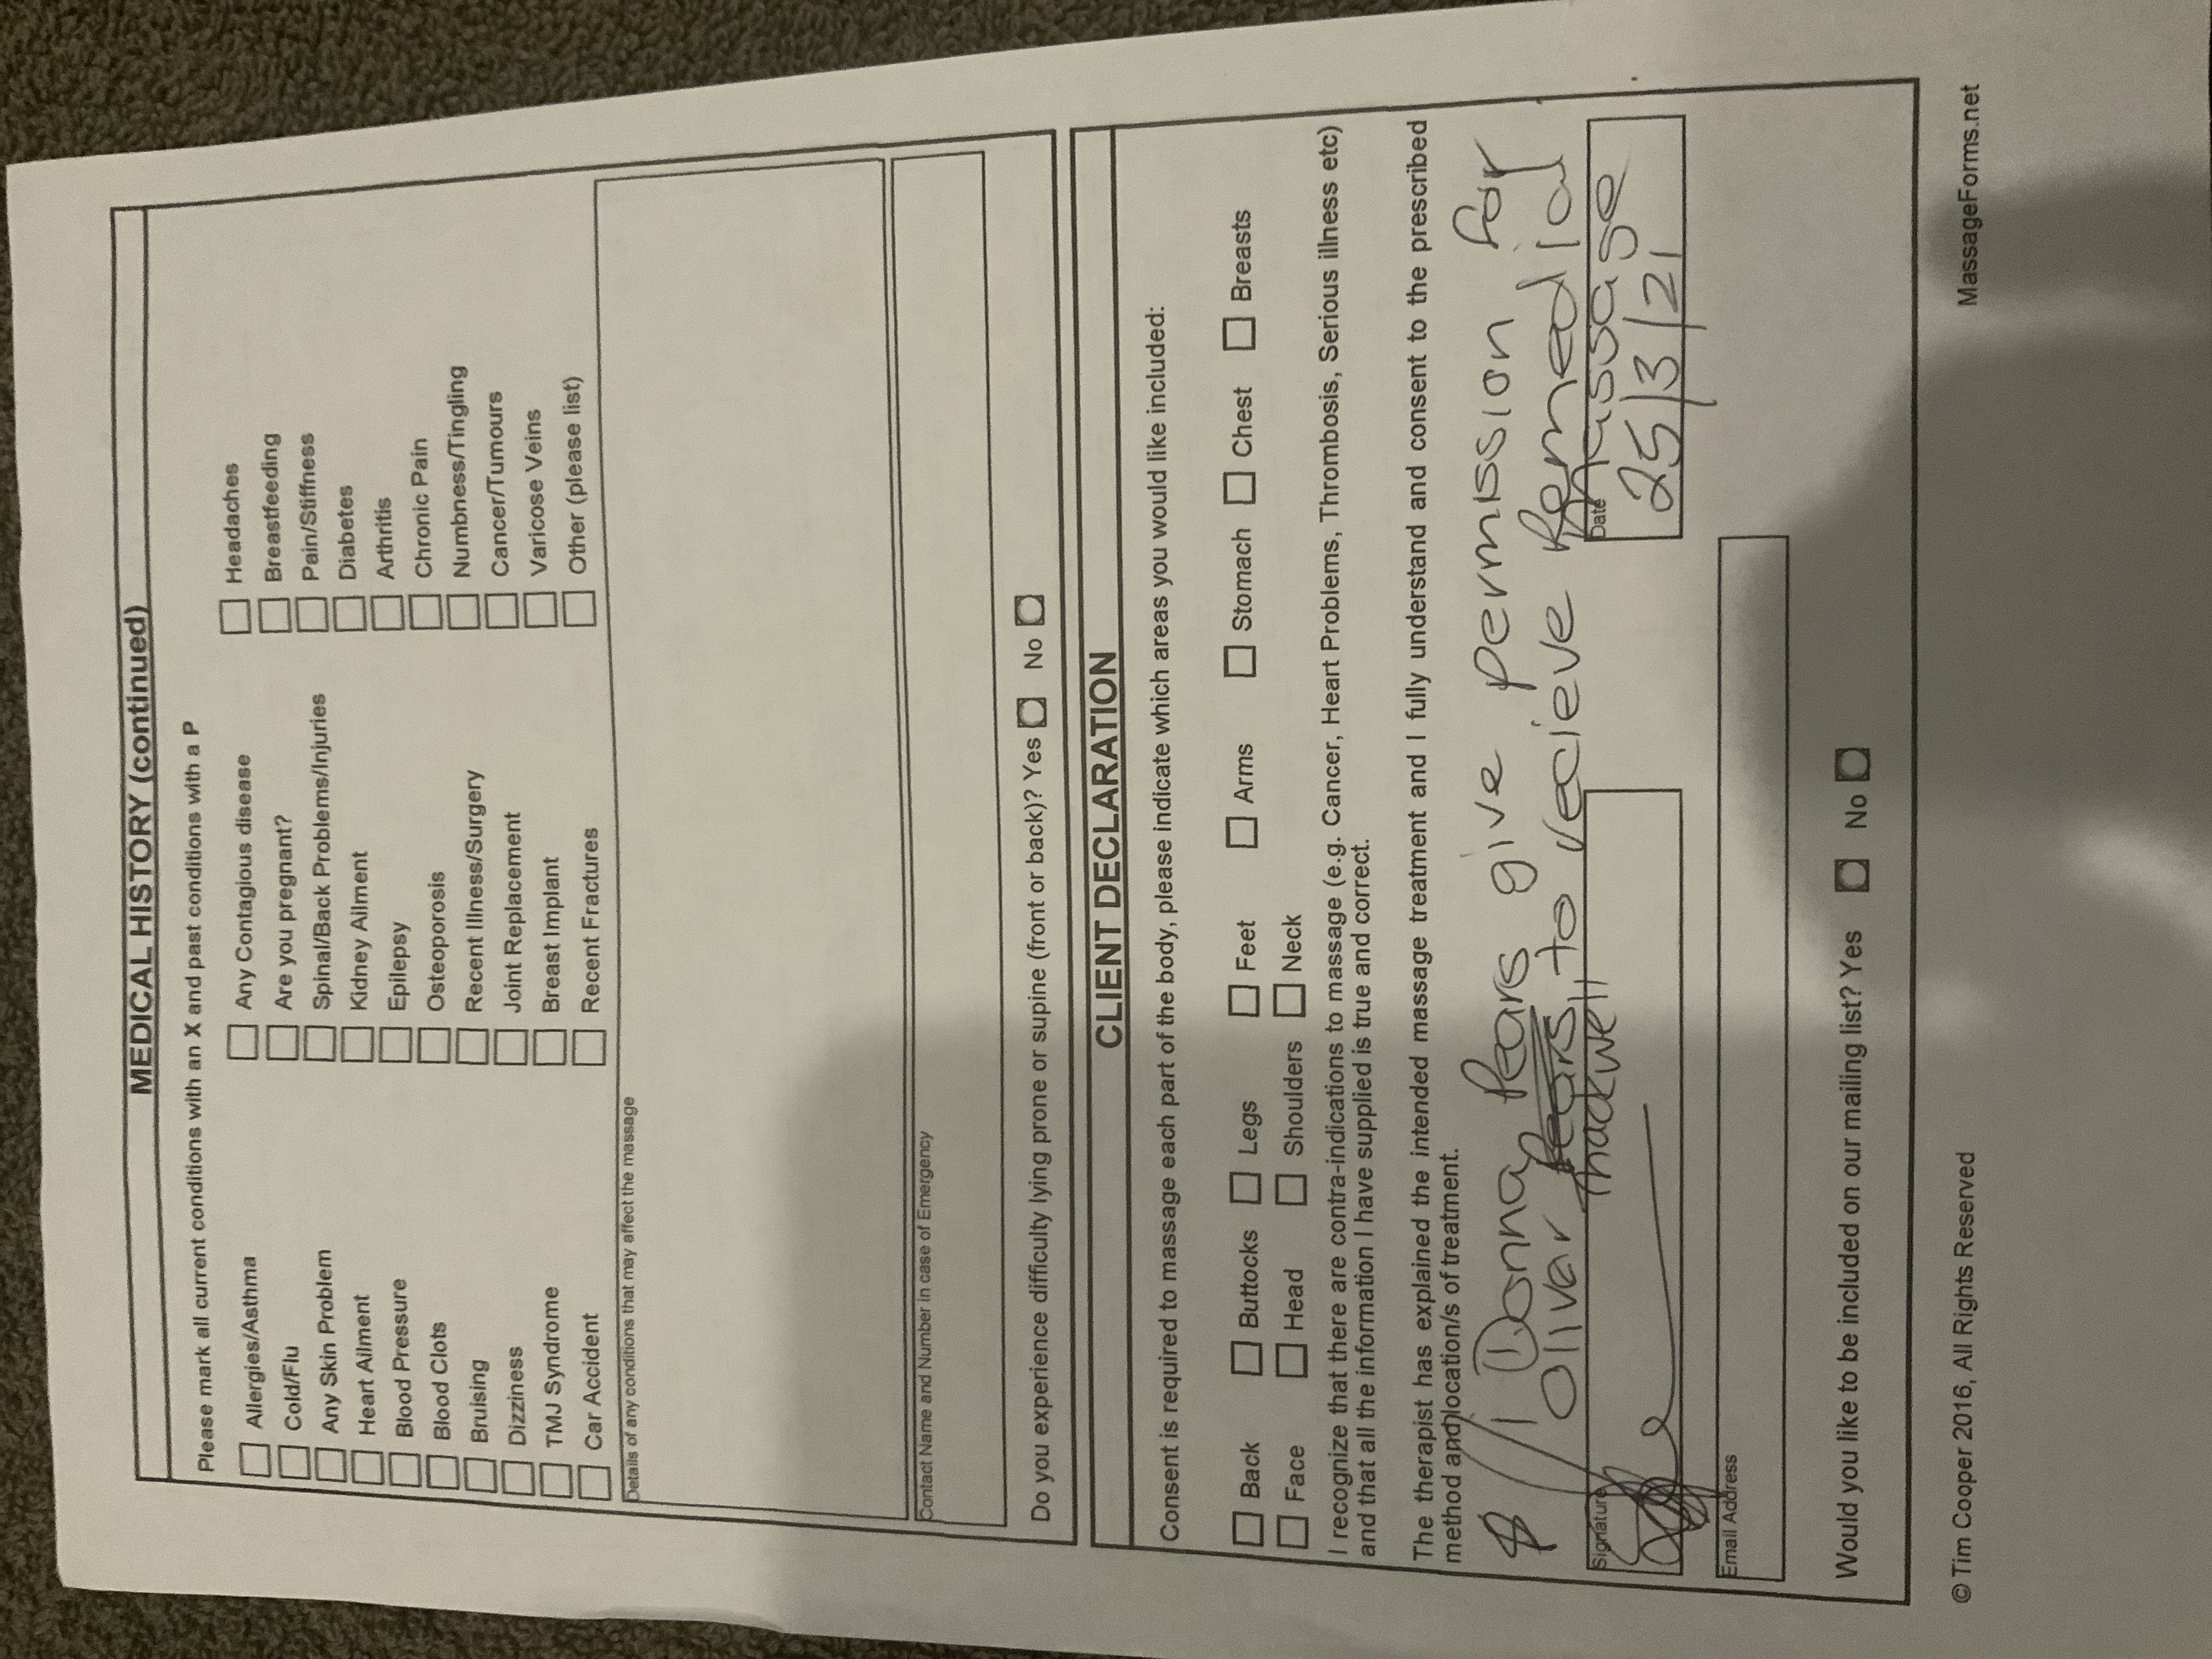 MEDICAL HISTORY (continued)
Please mark all current conditions with an X and past conditions with a P
Allergies/Asthma Any Contagious disease Headaches
Cold/Flu Are you pregnant? Breastfeeding
Any Skin Problem Spinal/Back Problems/Injuries Pain/Stiffness
Heart Ailment Kidney Ailment Diabetes
Blood Pressure Epilepsy Arthritis
Blood Clots Osteoporosis Chronic Pain
Bruising Recent Illness/Surgery Numbness/Tingling
Dizziness Joint Replacement Cancer/Tumours
TMJ Syndrome Breast Implant Varicose Veins
Car Accident Recent Fractures Other (please list)
Details of any conditions that may affect the massage
Contact Name and Number in case of Emergency
Do you experience difficulty lying prone or supine (front or back)? Yes No
CLIENT DECLARATION
Consent is required to massage each part of the body, please indicate which areas you would like included:
Back Buttocks Legs Feet Arms Stomach Chest Breasts
Face Head Shoulders Neck
I recognize that there are contra-indications to massage (e.g. Cancer, Heart Problems, Thrombosis, Serious illness etc)
and that all the information I have supplied is true and correct.
The therapist has explained the intended massage treatment and I fully understand and consent to the prescribed
method and location/s of treatment.
I Donna Pears give permission for
Olivar to recieve Remedial
Thackwell massage
Signature Date 25/3/21
Email Address
Would you like to be included on our mailing list? Yes No
©Tim Cooper 2016, All Rights Reserved MassageForms.net